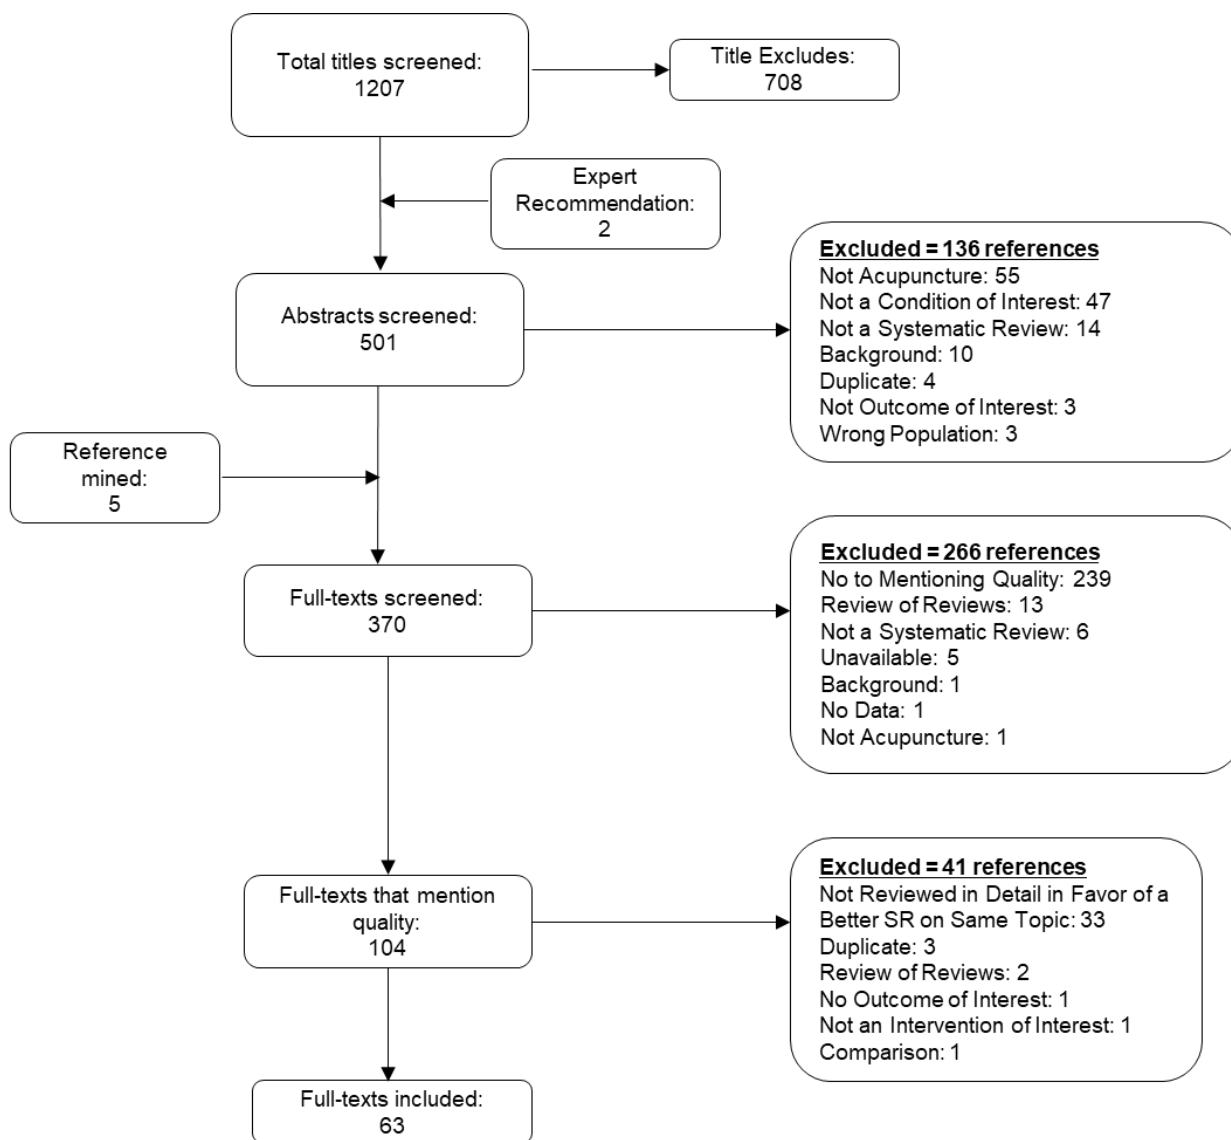 Total titles screened:
1207
Title Excludes:
708
Expert
Recommendation:
2
Abstracts screened:
501
Excluded = 136 references
Not Acupuncture: 55
Not a Condition of Interest: 47
Not a Systematic Review: 14
Background: 10
Duplicate: 4
Not Outcome of Interest: 3
Wrong Population: 3
Reference
mined:
5
Full-texts screened:
370
Excluded = 266 references
No to Mentioning Quality: 239
Review of Reviews: 13
Not a Systematic Review: 6
Unavailable: 5
Background: 1
No Data: 1
Not Acupuncture: 1
Full-texts that mention
quality:
104
Excluded = 41 references
Not Reviewed in Detail in Favor of a
Better SR on Same Topic: 33
Duplicate: 3
Review of Reviews: 2
No Outcome of Interest: 1
Not an Intervention of Interest: 1
Comparison: 1
Full-texts included:
63